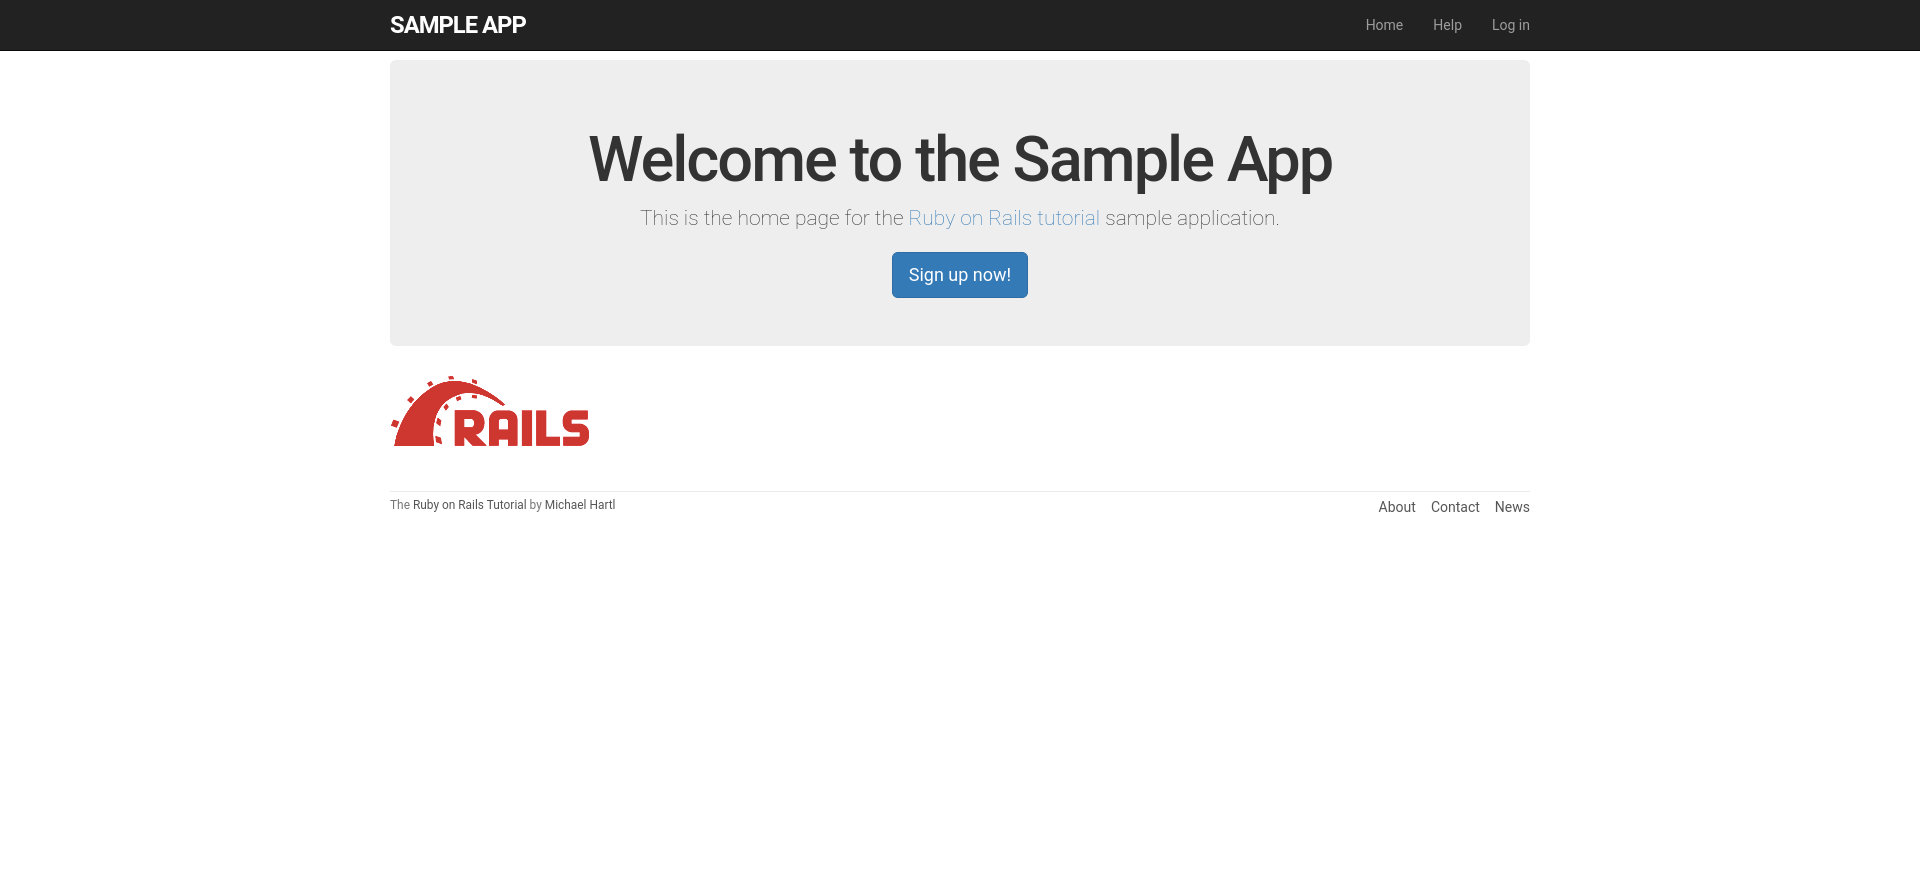 SAMPLE APP
Home Help Log in
Welcome to the Sample App
This is the home page for the Ruby on Rails tutorial sample application.
Sign up now!
RAILS
The Ruby on Rails Tutorial by Michael Hartl
About Contact News